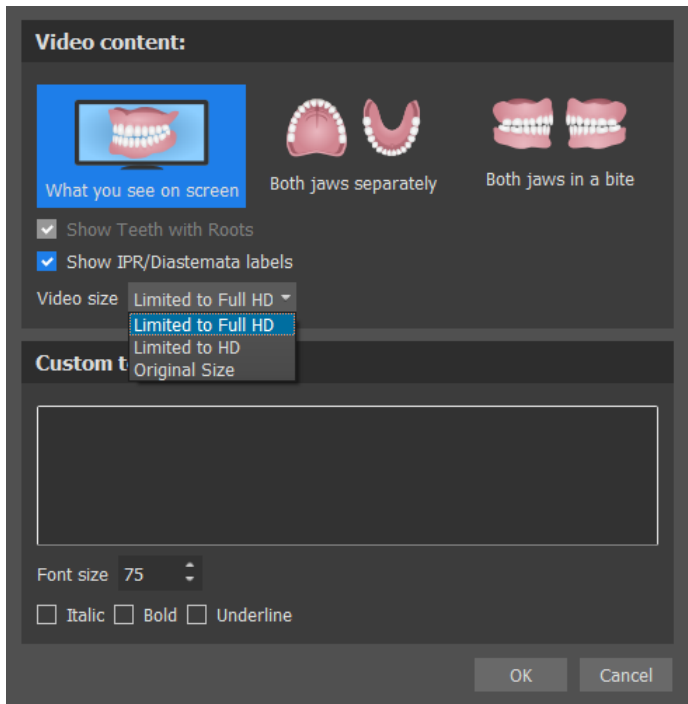 Video content:
What you see on screen
Both jaws separately
Both jaws in a bite
Show Teeth with Roots
Show IPR/Diastemata labels
Video size Limited to Full HD
Limited to Full HD
Limited to HD
Original Size
Custom
Font size 75
Italic Bold Underline
OK Cancel